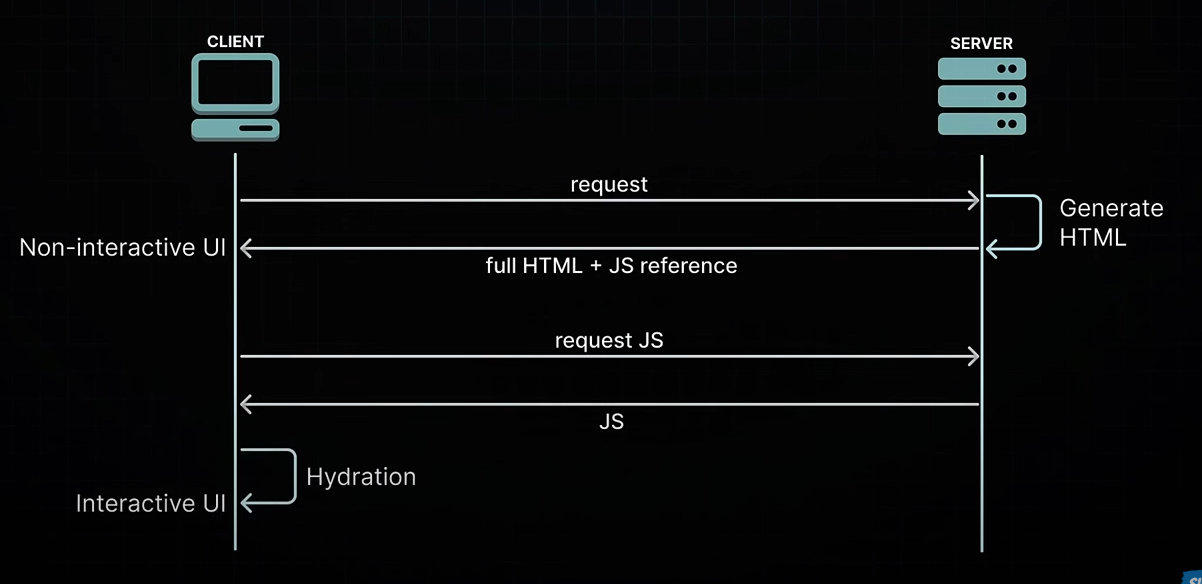 CLIENT
SERVER
request
Generate
HTML
Non-interactive UI
full HTML + JS reference
request JS
JS
Hydration
Interactive UI